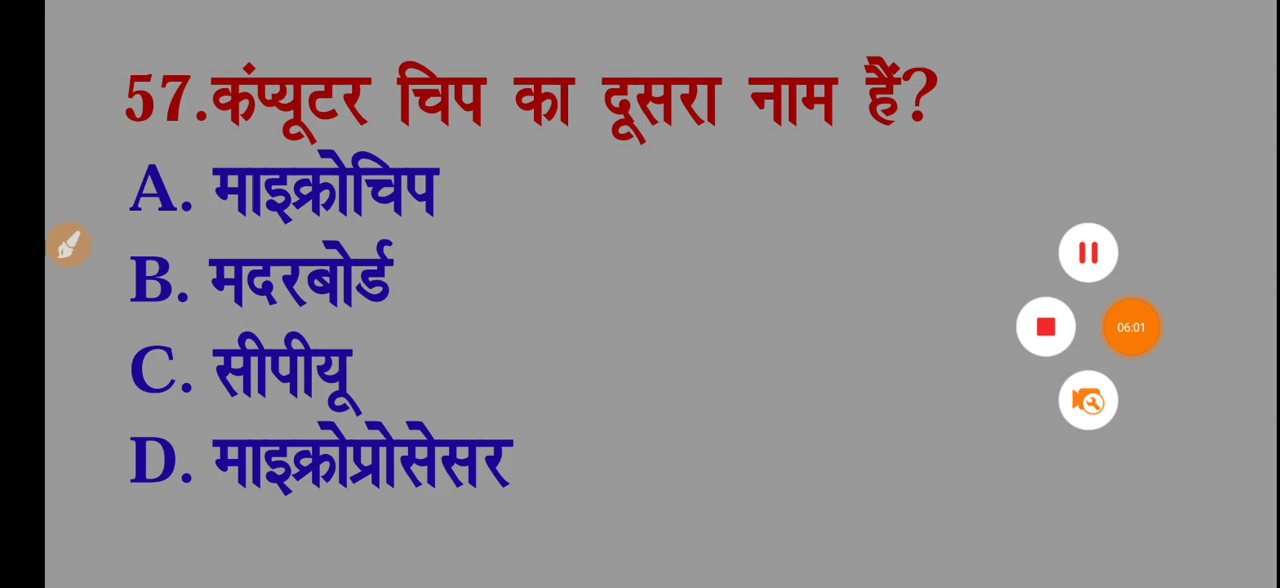 57.कंप्यूटर चिप का दूसरा नाम हैं?
A. माइक्रोचिप
B. मदरबोर्ड
C. सीपीयू
D. माइक्रोप्रोसेसर
06:01